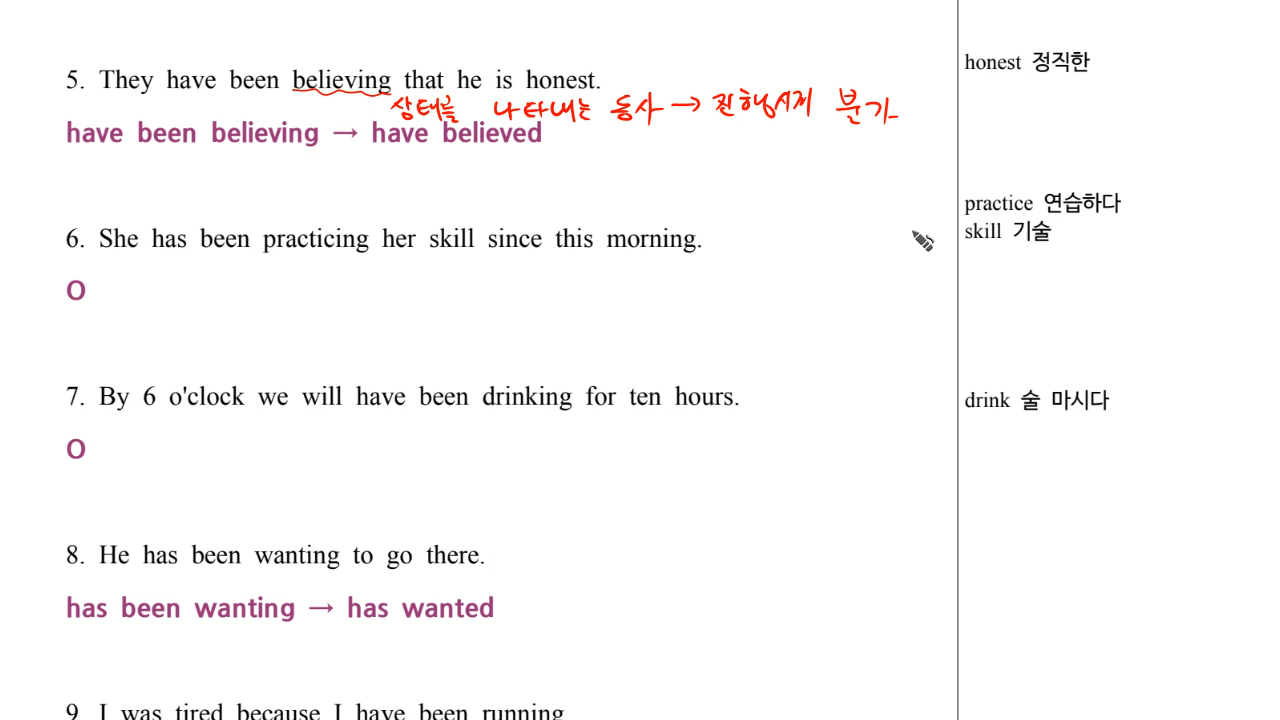 5. They have been believing that he is honest.
상태를 나타내는 동사 → 진행시제 불가
have been believing → have believed
6. She has been practicing her skill since this morning.
O
7. By 6 o'clock we will have been drinking for ten hours.
O
8. He has been wanting to go there.
has been wanting → has wanted
9. I was tired because I have been running
honest 정직한
practice 연습하다
skill 기술
drink 술 마시다